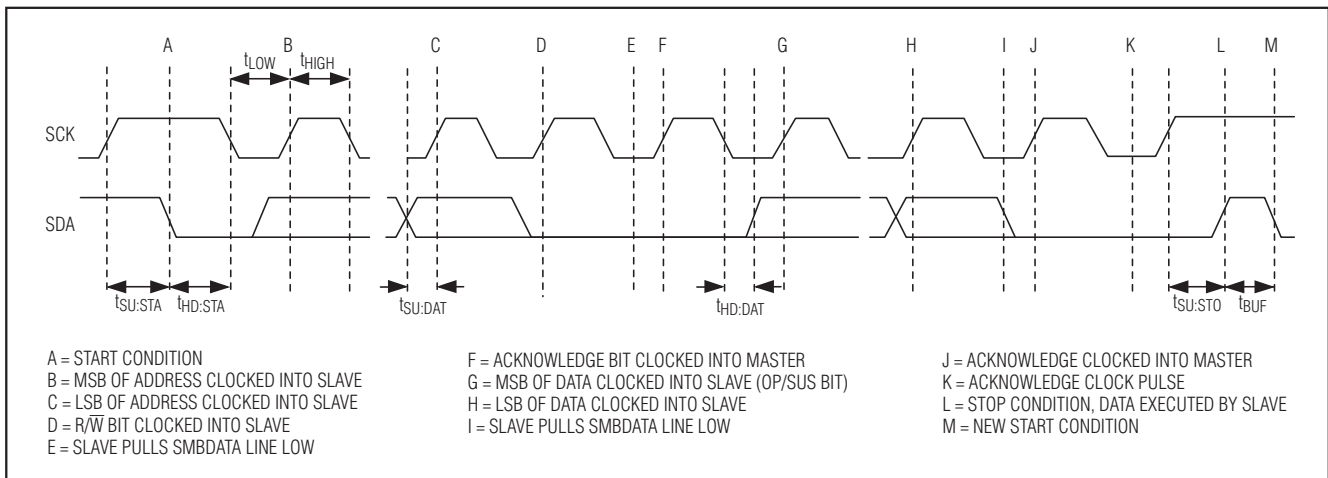 A B C D E F G H I J K L M
tLOW tHIGH
SCK
SDA
tSU:STA tHD:STA tSU:DAT tHD:DAT tSU:STO tBUF
A = START CONDITION
B = MSB OF ADDRESS CLOCKED INTO SLAVE
C = LSB OF ADDRESS CLOCKED INTO SLAVE
D = R/W̅ BIT CLOCKED INTO SLAVE
E = SLAVE PULLS SMBDATA LINE LOW
F = ACKNOWLEDGE BIT CLOCKED INTO MASTER
G = MSB OF DATA CLOCKED INTO SLAVE (OP/SUS BIT)
H = LSB OF DATA CLOCKED INTO SLAVE
I = SLAVE PULLS SMBDATA LINE LOW
J = ACKNOWLEDGE CLOCKED INTO MASTER
K = ACKNOWLEDGE CLOCK PULSE
L = STOP CONDITION, DATA EXECUTED BY SLAVE
M = NEW START CONDITION